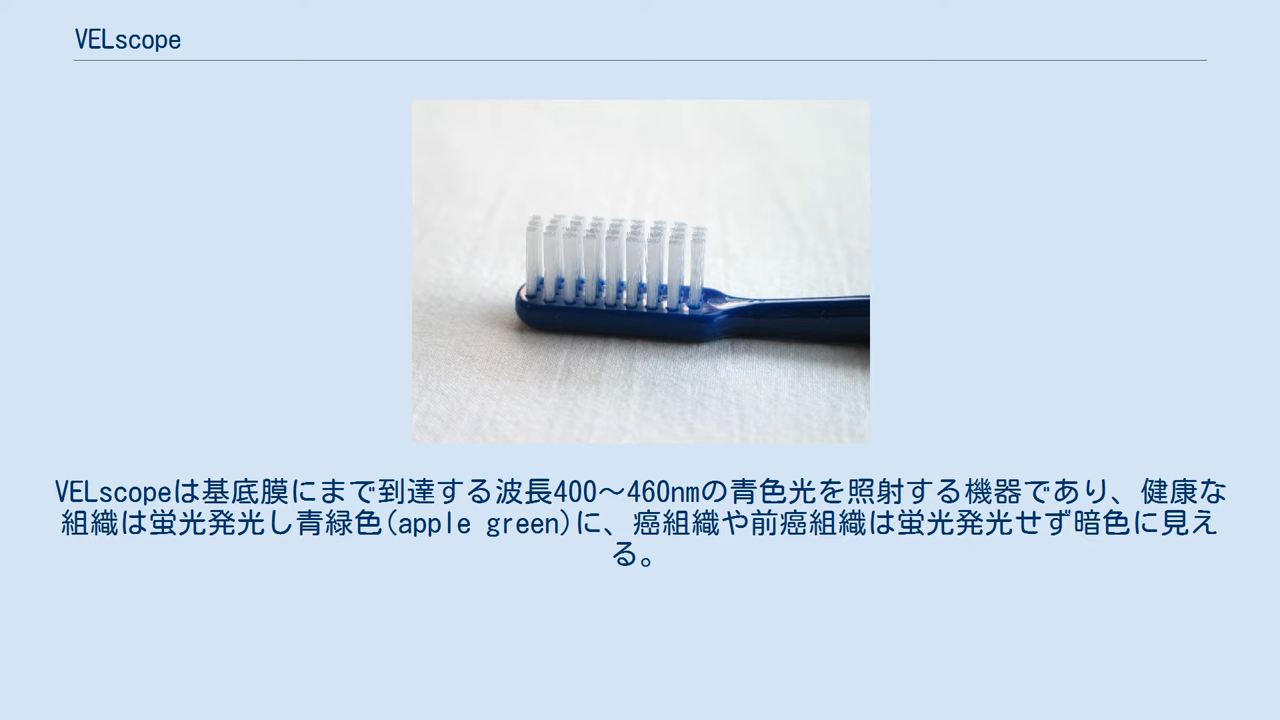 VELscope
VELscopeは基底膜にまで到達する波長400～460nmの青色光を照射する機器であり、健康な
組織は蛍光発光し青緑色(apple green)に、癌組織や前癌組織は蛍光発光せず暗色に見え
る。